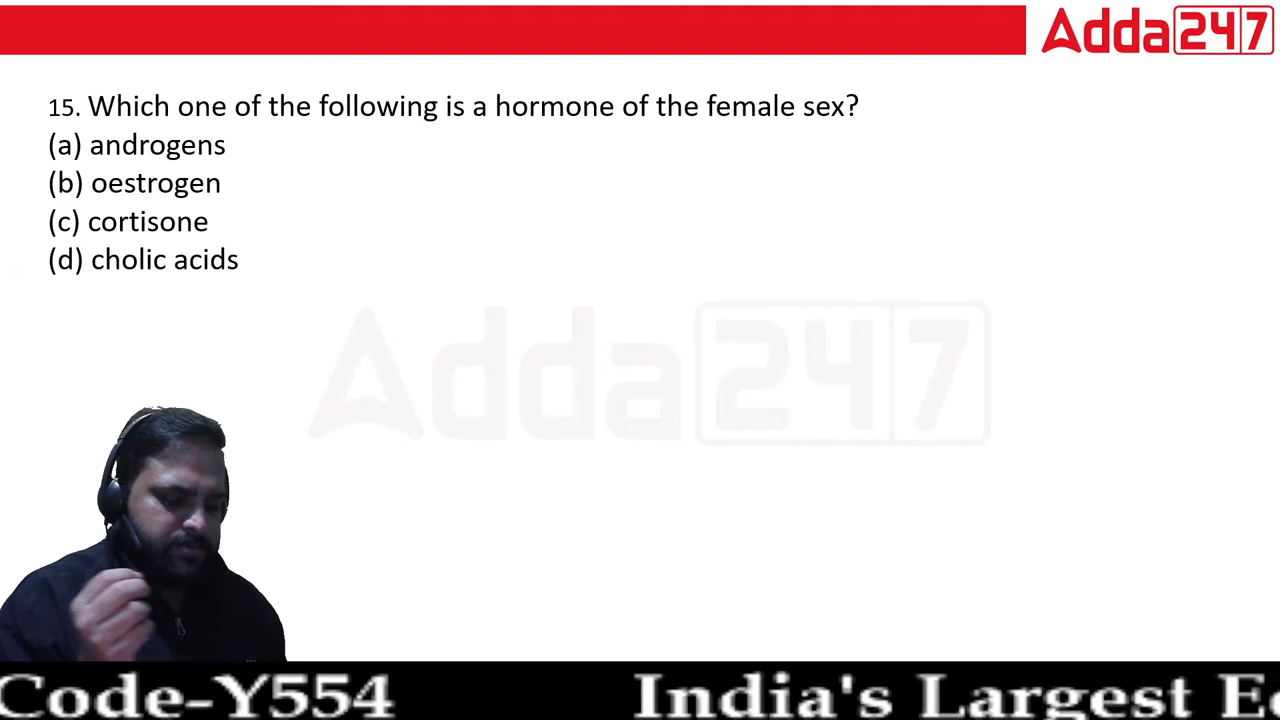 Adda247
15. Which one of the following is a hormone of the female sex?
(a) androgens
(b) oestrogen
(c) cortisone
(d) cholic acids
Adda247
Code-Y554 India's Largest